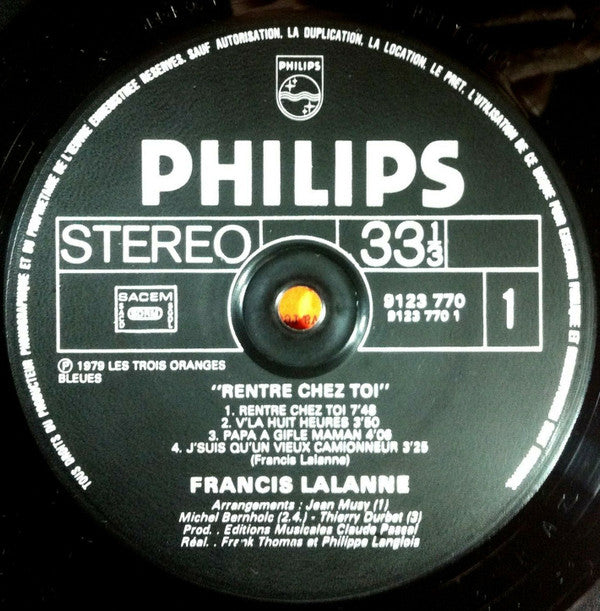 TOUS DROITS DU PRODUCTEUR PHONOGRAPHIQUE ET DU PROPRIETAIRE DE L'ŒUVRE ENREGISTREE RESERVES. SAUF AUTORISATION, LA DUPLICATION, LA LOCATION, LE PRET, L'UTILISATION DE CE DISQUE POUR EXECUTION PUBLIQUE ET
PHILIPS
PHILIPS
STEREO
33 1/3
SACEM
9123 770
9123 770 1
1
℗ 1979 LES TROIS ORANGES
BLEUES
"RENTRE CHEZ TOI"
1. RENTRE CHEZ TOI 7'48
2. V'LA HUIT HEURES 3'50
3. PAPA A GIFLE MAMAN 4'08
4. J'SUIS QU'UN VIEUX CAMIONNEUR 3'25
(Francis Lalanne)
FRANCIS LALANNE
Arrangements : Jean Musy (1)
Michel Bernholc (2.4.) - Thierry Durbet (3)
Prod. . Editions Musicales Claude Pascal
Réal. . Frank Thomas et Philippe Langlois